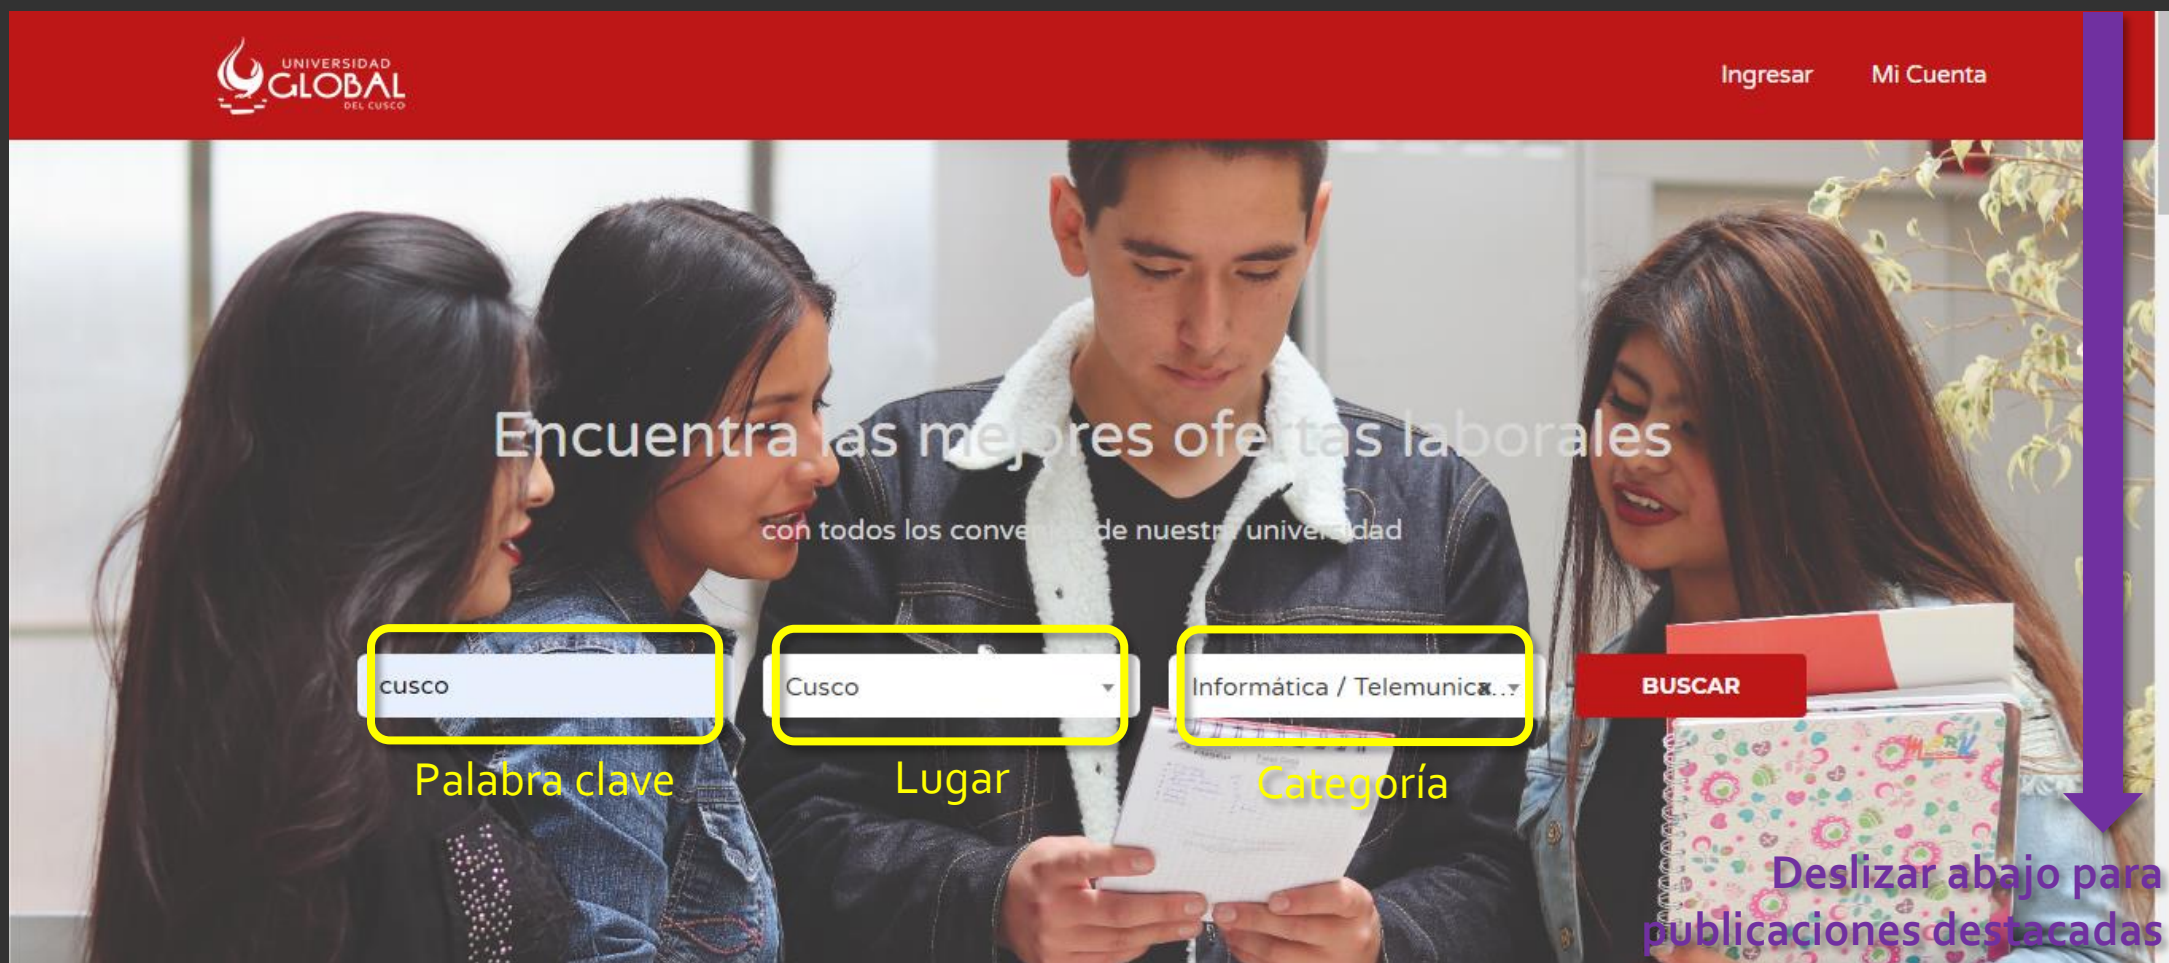 UNIVERSIDAD
GLOBAL
DEL CUSCO
Ingresar Mi Cuenta
Encuentra las mejores ofertas laborales
con todos los convenios de nuestra universidad
cusco Cusco Informática / Telemunica... BUSCAR
Palabra clave Lugar Categoría
Deslizar abajo para
publicaciones destacadas